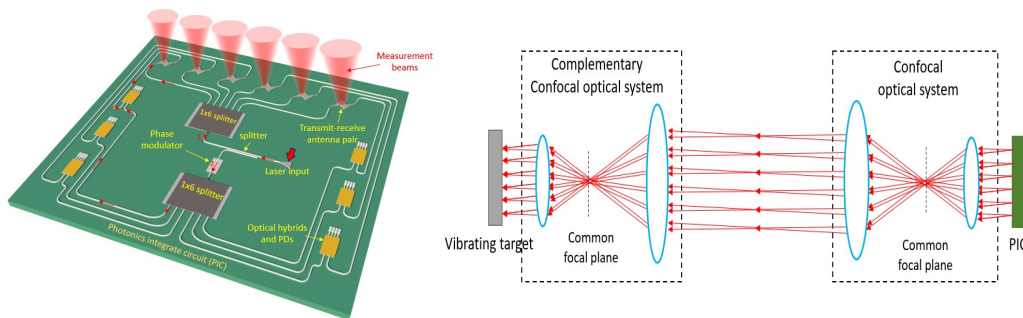 Measurement
beams
1x6 splitter
Transmit-receive
antenna pair
Phase
modulator
splitter
Laser input
1x6 splitter
Optical hybrids
and PDs
Photonics integrate circuit (PIC)
Complementary
Confocal optical system
Vibrating target
Common
focal plane
Confocal
optical system
Common
focal plane
PIC